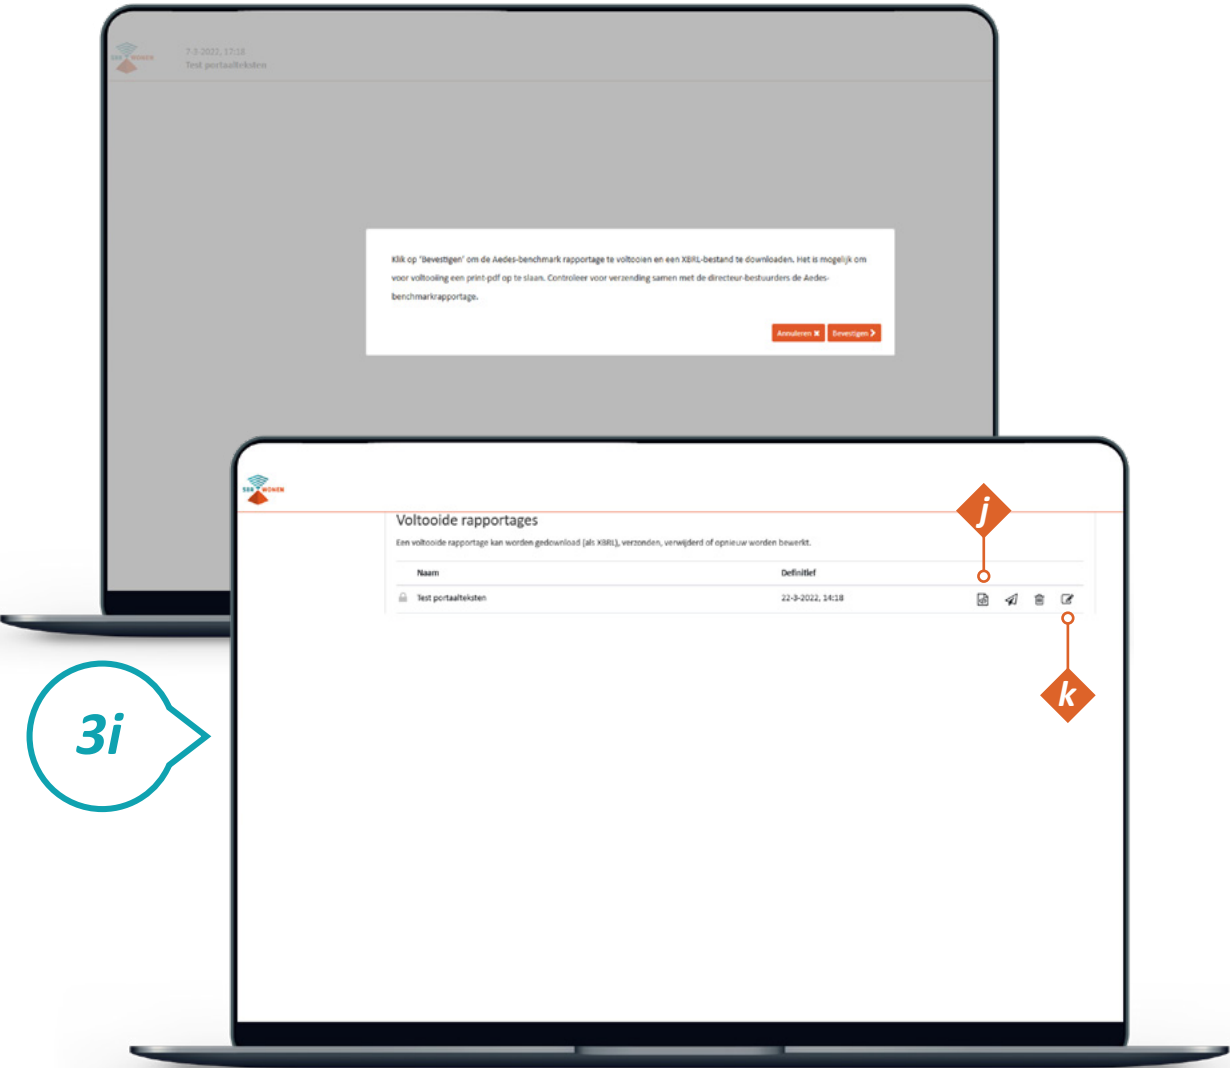 SBR WONEN
7-3-2022, 17:18
Test portaalteksten
Klik op 'Bevestigen' om de Aedes-benchmark rapportage te voltooien en een XBRL-bestand te downloaden. Het is mogelijk om
voor voltooiing een print-pdf op te slaan. Controleer voor verzending samen met de directeur-bestuurders de Aedes-
benchmarkrapportage.
Annuleren Bevestigen
SBR WONEN
j
Voltooide rapportages
Een voltooide rapportage kan worden gedownload (als XBRL), verzonden, verwijderd of opnieuw worden bewerkt.
Naam Definitief
Test portaalteksten 22-3-2022, 14:18
k
3i